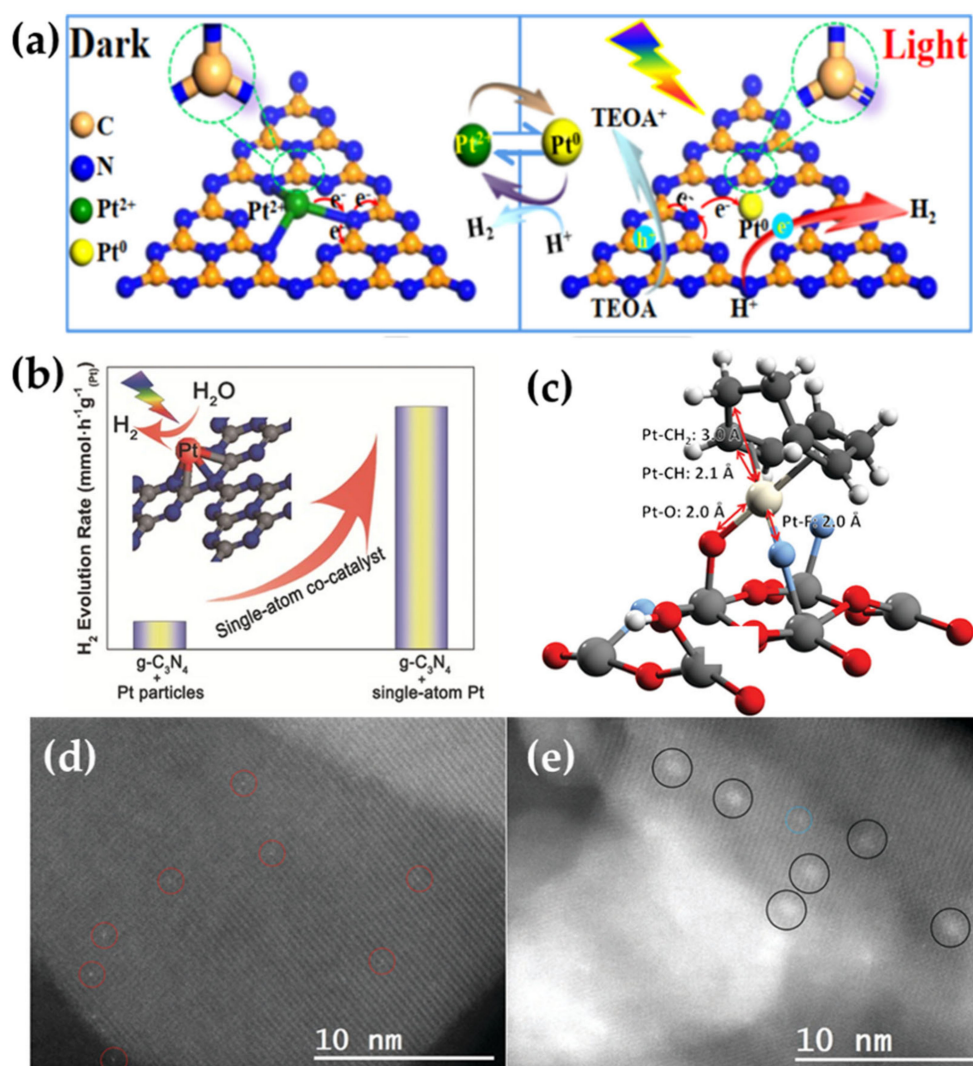 (a) Dark
Light
C
N
Pt²⁺
Pt⁰
Pt²⁺
e⁻
e⁻
e⁻
Pt²⁺
Pt⁰
H₂
H⁺
TEOA⁺
e⁻
e⁻
Pt⁰
h⁺
e⁻
H₂
TEOA
H⁺
(b)
H₂ Evolution Rate (mmol·h⁻¹g⁻¹(Pt))
H₂O
H₂
Pt
Single-atom co-catalyst
g-C₃N₄
+
Pt particles
g-C₃N₄
+
single-atom Pt
(c)
Pt-CH₂: 3.0 Å
Pt-CH: 2.1 Å
Pt-O: 2.0 Å
Pt-F: 2.0 Å
(d)
10 nm
(e)
10 nm